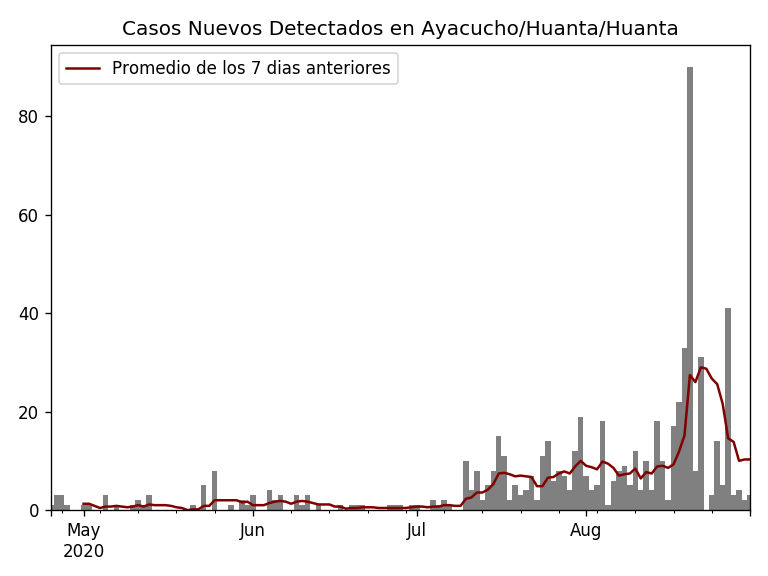 Casos Nuevos Detectados en Ayacucho/Huanta/Huanta
Promedio de los 7 dias anteriores
80
60
40
20
0
May Jun Jul Aug
2020